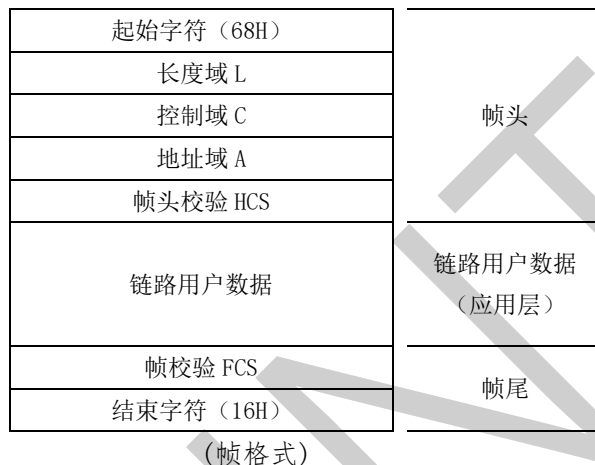 起始字符（68H）
长度域 L
控制域 C
地址域 A
帧头校验 HCS
帧头
链路用户数据
链路用户数据
（应用层）
帧校验 FCS
结束字符（16H）
帧尾
(帧格式)